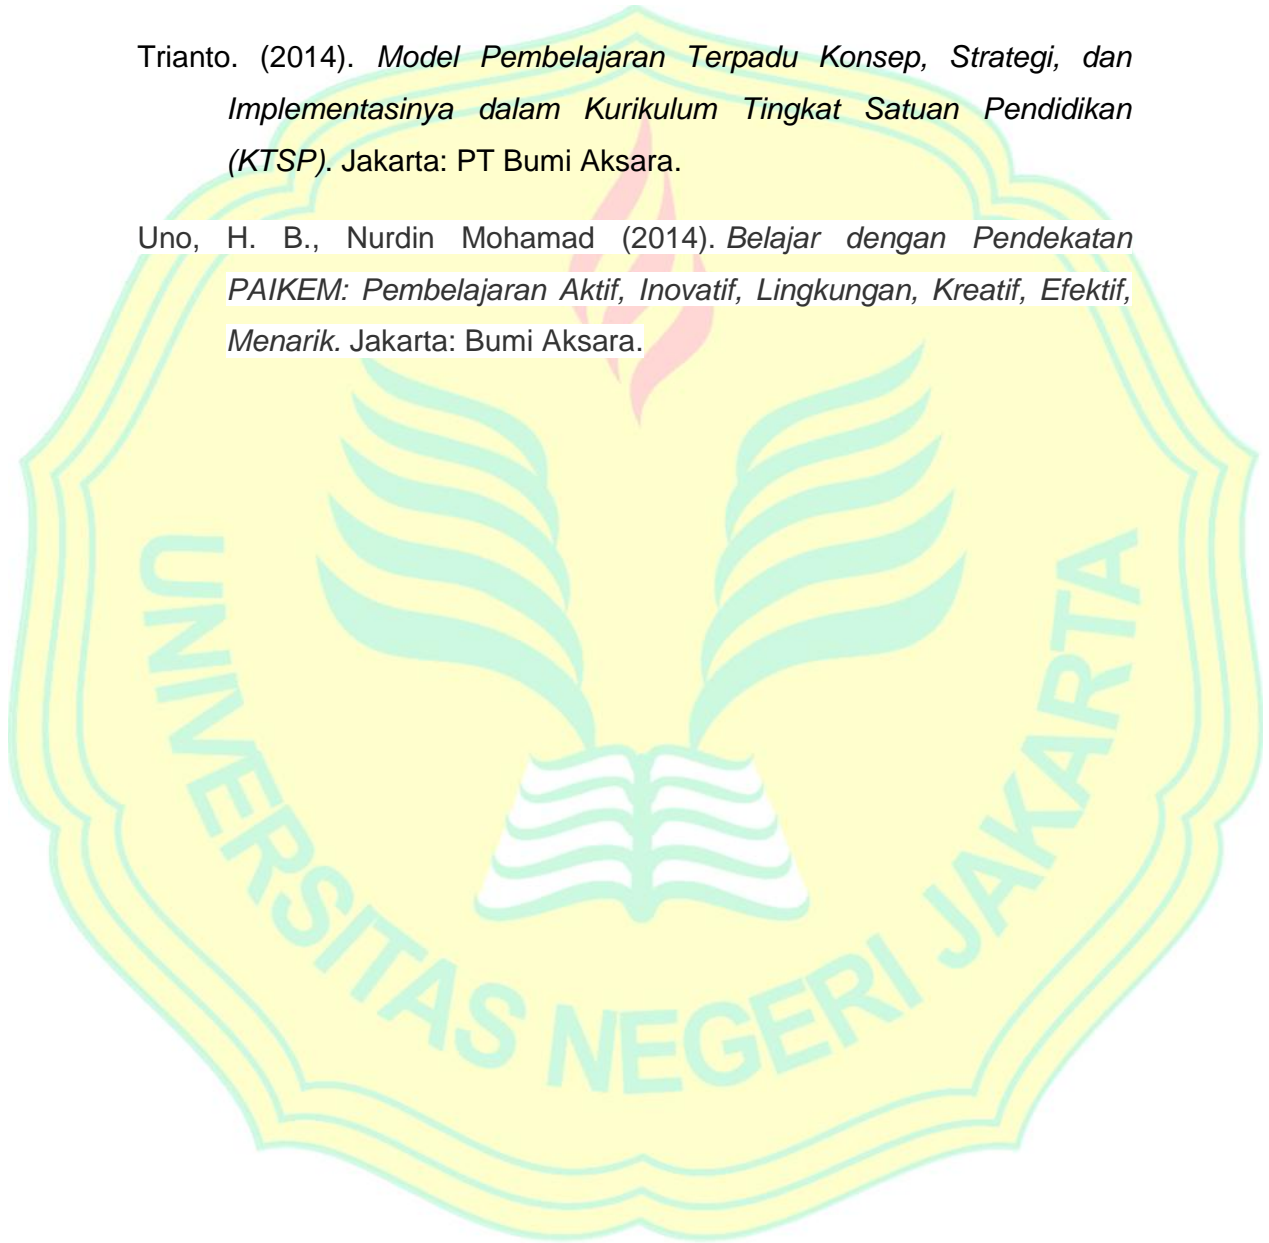 Trianto. (2014). Model Pembelajaran Terpadu Konsep, Strategi, dan
Implementasinya dalam Kurikulum Tingkat Satuan Pendidikan
(KTSP). Jakarta: PT Bumi Aksara.
Uno, H. B., Nurdin Mohamad (2014). Belajar dengan Pendekatan
PAIKEM: Pembelajaran Aktif, Inovatif, Lingkungan, Kreatif, Efektif,
Menarik. Jakarta: Bumi Aksara.
UNIVERSITAS NEGERI JAKARTA